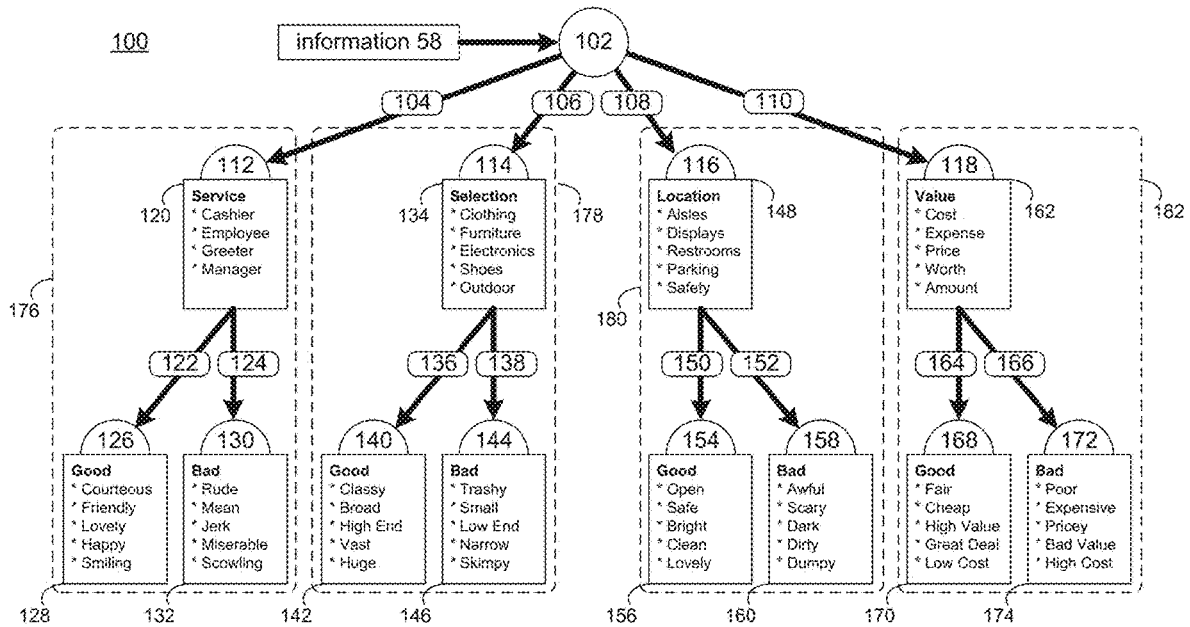 100
information 58
102
104
106
108
110
112
114
116
118
120
Service
* Cashier
* Employee
* Greeter
* Manager
134
Selection
* Clothing
* Furniture
* Electronics
* Shoes
* Outdoor
178
Location
* Aisles
* Displays
* Restrooms
* Parking
* Safety
148
Value
* Cost
* Expense
* Price
* Worth
* Amount
162
182
176
180
122
124
136
138
150
152
164
166
126
130
140
144
154
158
168
172
Good
* Courteous
* Friendly
* Lovely
* Happy
* Smiling
Bad
* Rude
* Mean
* Jerk
* Miserable
* Scowling
Good
* Classy
* Broad
* High End
* Vast
* Huge
Bad
* Trashy
* Small
* Low End
* Narrow
* Skimpy
Good
* Open
* Safe
* Bright
* Clean
* Lovely
Bad
* Awful
* Scary
* Dark
* Dirty
* Dumpy
Good
* Fair
* Cheap
* High Value
* Great Deal
* Low Cost
Bad
* Poor
* Expensive
* Pricey
* Bad Value
* High Cost
128
132
142
146
156
160
170
174